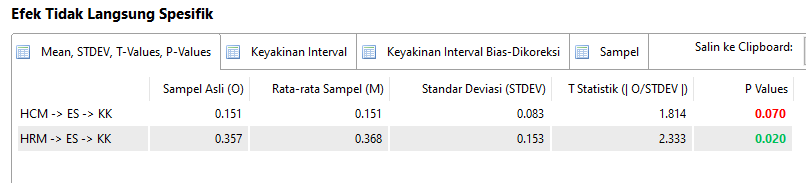 Efek Tidak Langsung Spesifik
Mean, STDEV, T-Values, P-Values Keyakinan Interval Keyakinan Interval Bias-Dikoreksi Sampel Salin ke Clipboard:
Sampel Asli (O) Rata-rata Sampel (M) Standar Deviasi (STDEV) T Statistik (| O/STDEV |) P Values
HCM -> ES -> KK 0.151 0.151 0.083 1.814 0.070
HRM -> ES -> KK 0.357 0.368 0.153 2.333 0.020